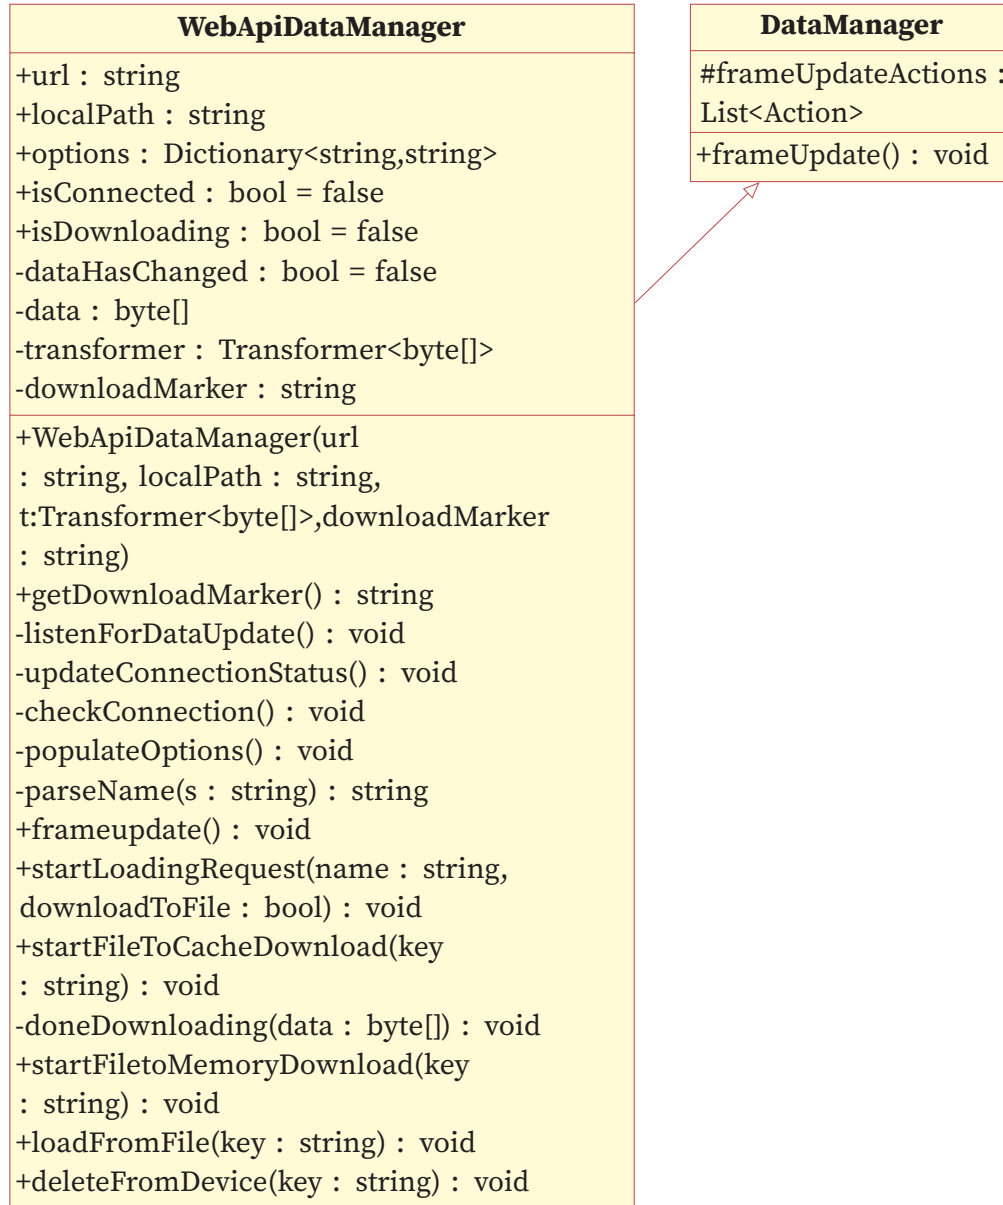 WebApiDataManager
+url : string
+localPath : string
+options : Dictionary<string,string>
+isConnected : bool = false
+isDownloading : bool = false
-dataHasChanged : bool = false
-data : byte[]
-transformer : Transformer<byte[]>
-downloadMarker : string
+WebApiDataManager(url
: string, localPath : string,
t:Transformer<byte[]>,downloadMarker
: string)
+getDownloadMarker() : string
-listenForDataUpdate() : void
-updateConnectionStatus() : void
-checkConnection() : void
-populateOptions() : void
-parseName(s : string) : string
+frameupdate() : void
+startLoadingRequest(name : string,
downloadToFile : bool) : void
+startFileToCacheDownload(key
: string) : void
-doneDownloading(data : byte[]) : void
+startFiletoMemoryDownload(key
: string) : void
+loadFromFile(key : string) : void
+deleteFromDevice(key : string) : void
DataManager
#frameUpdateActions :
List<Action>
+frameUpdate() : void